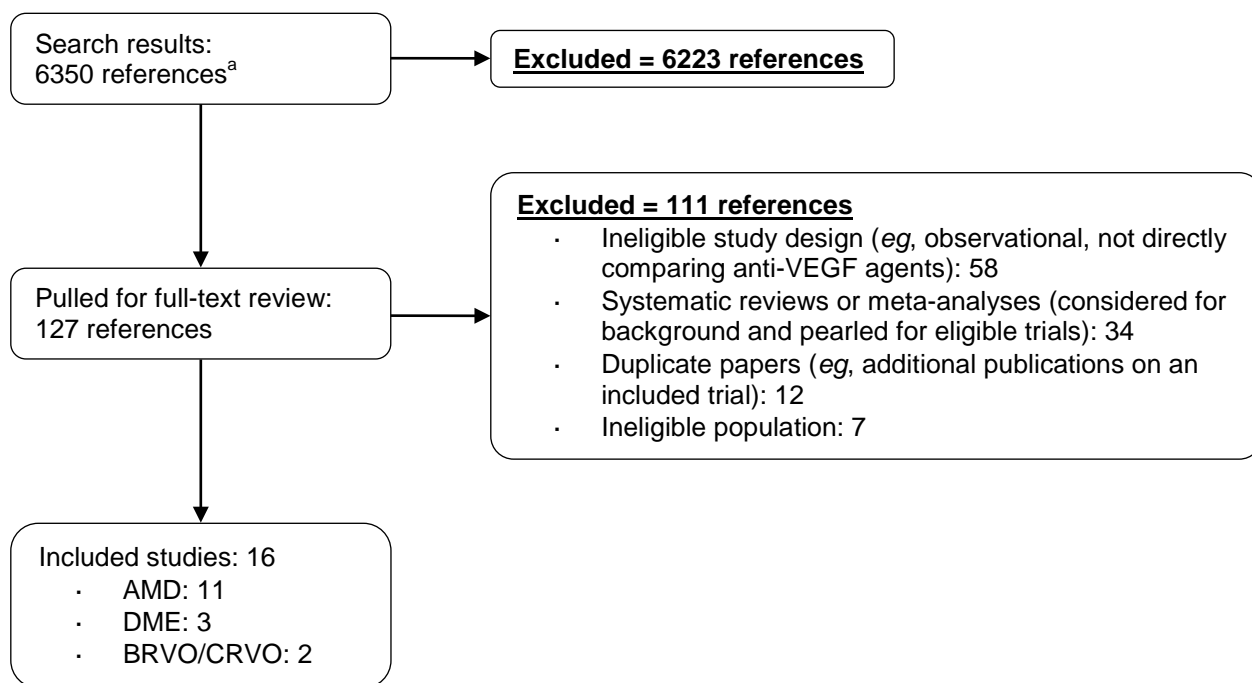 Search results:
6350 referencesᵃ
Excluded = 6223 references
Pulled for full-text review:
127 references
Excluded = 111 references
· Ineligible study design (eg, observational, not directly
comparing anti-VEGF agents): 58
· Systematic reviews or meta-analyses (considered for
background and pearled for eligible trials): 34
· Duplicate papers (eg, additional publications on an
included trial): 12
· Ineligible population: 7
Included studies: 16
· AMD: 11
· DME: 3
· BRVO/CRVO: 2